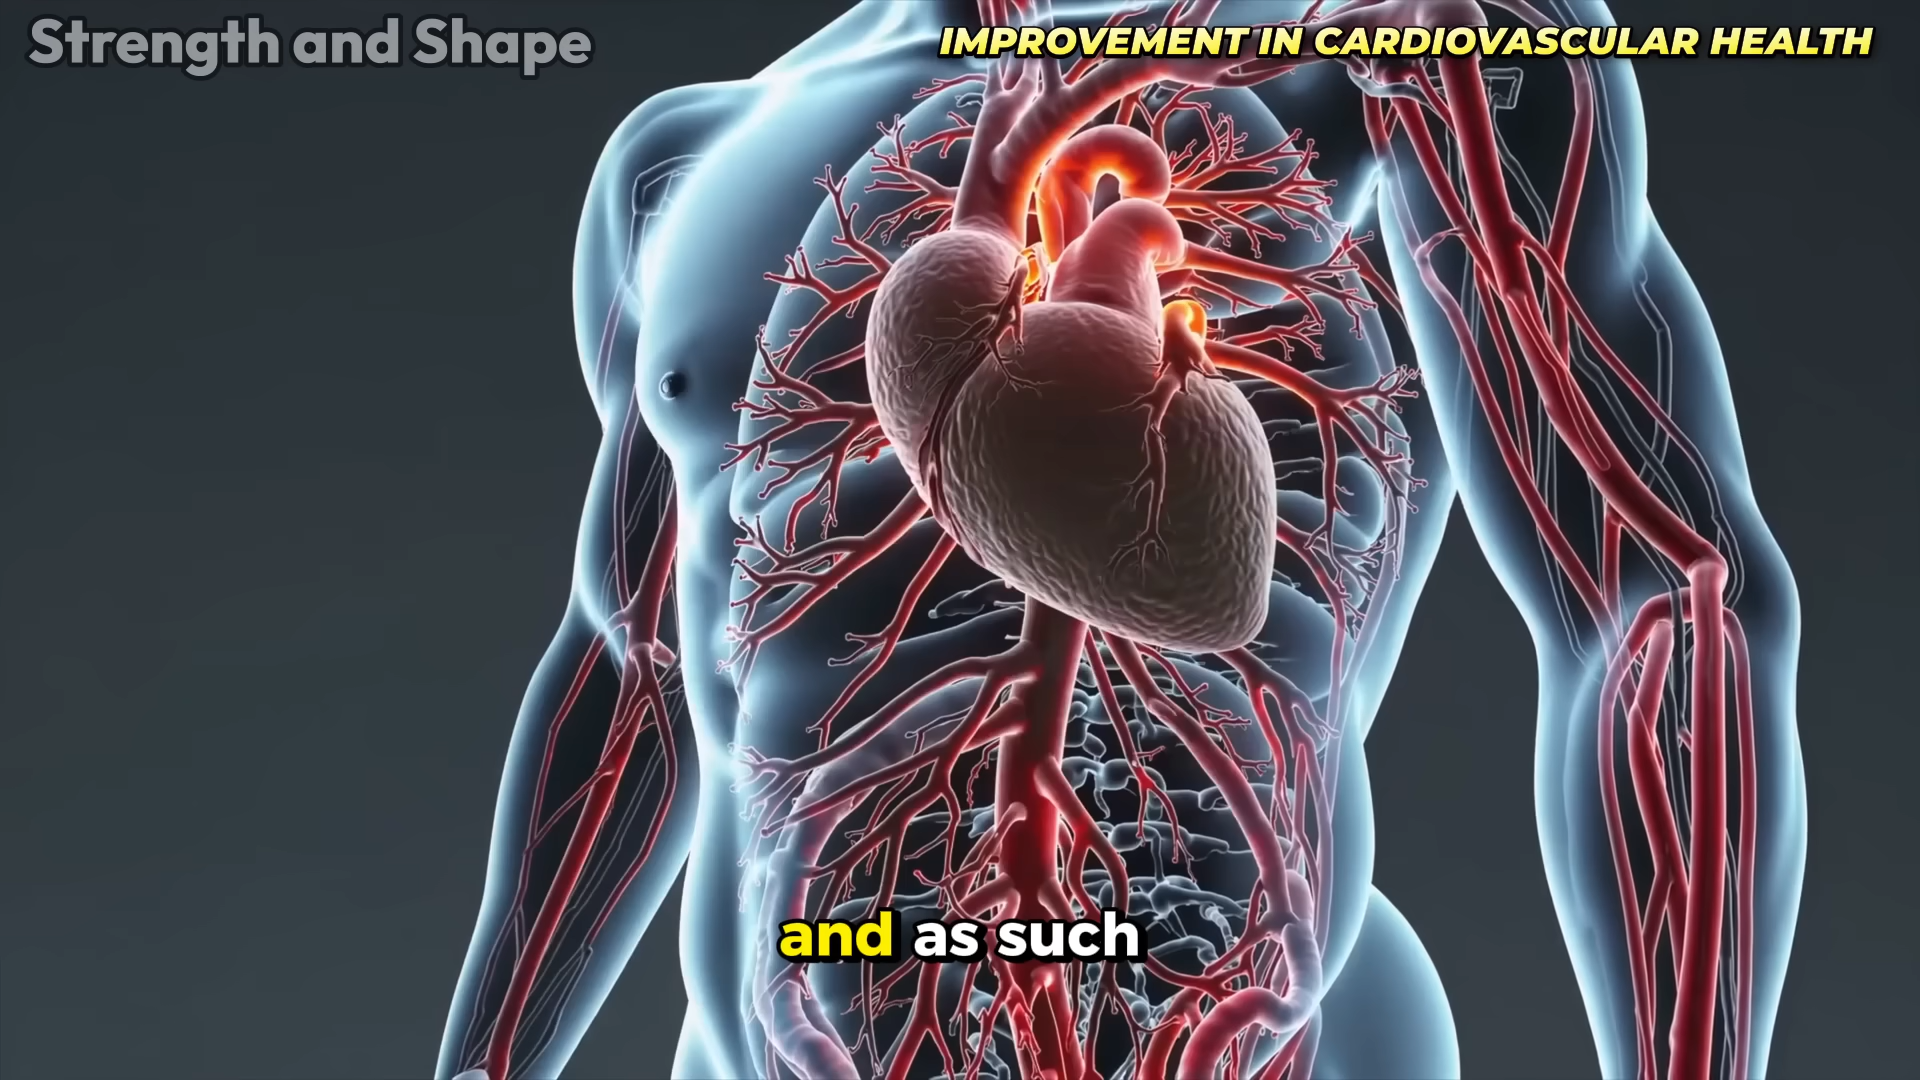 Strength and Shape
IMPROVEMENT IN CARDIOVASCULAR HEALTH
and as such